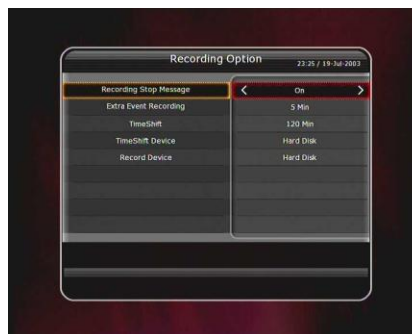 Recording Option 23:25 / 19-Jul-2003
Recording Stop Message On
Extra Event Recording 5 Min
TimeShift 120 Min
TimeShift Device Hard Disk
Record Device Hard Disk